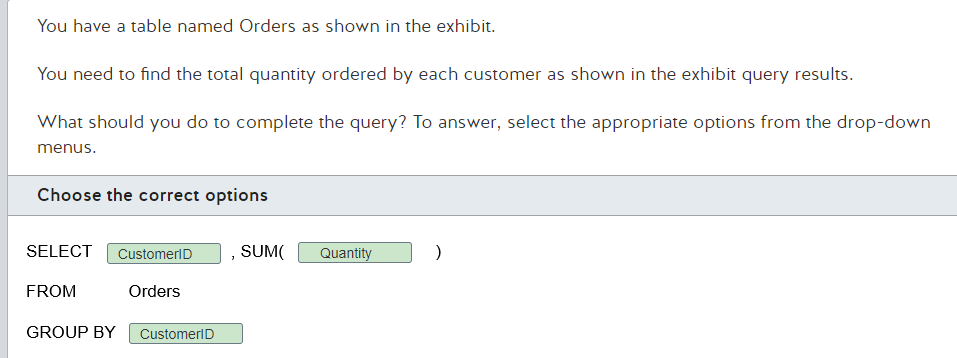 You have a table named Orders as shown in the exhibit.
You need to find the total quantity ordered by each customer as shown in the exhibit query results.
What should you do to complete the query? To answer, select the appropriate options from the drop-down
menus.
Choose the correct options
SELECT CustomerID , SUM( Quantity )
FROM Orders
GROUP BY CustomerID